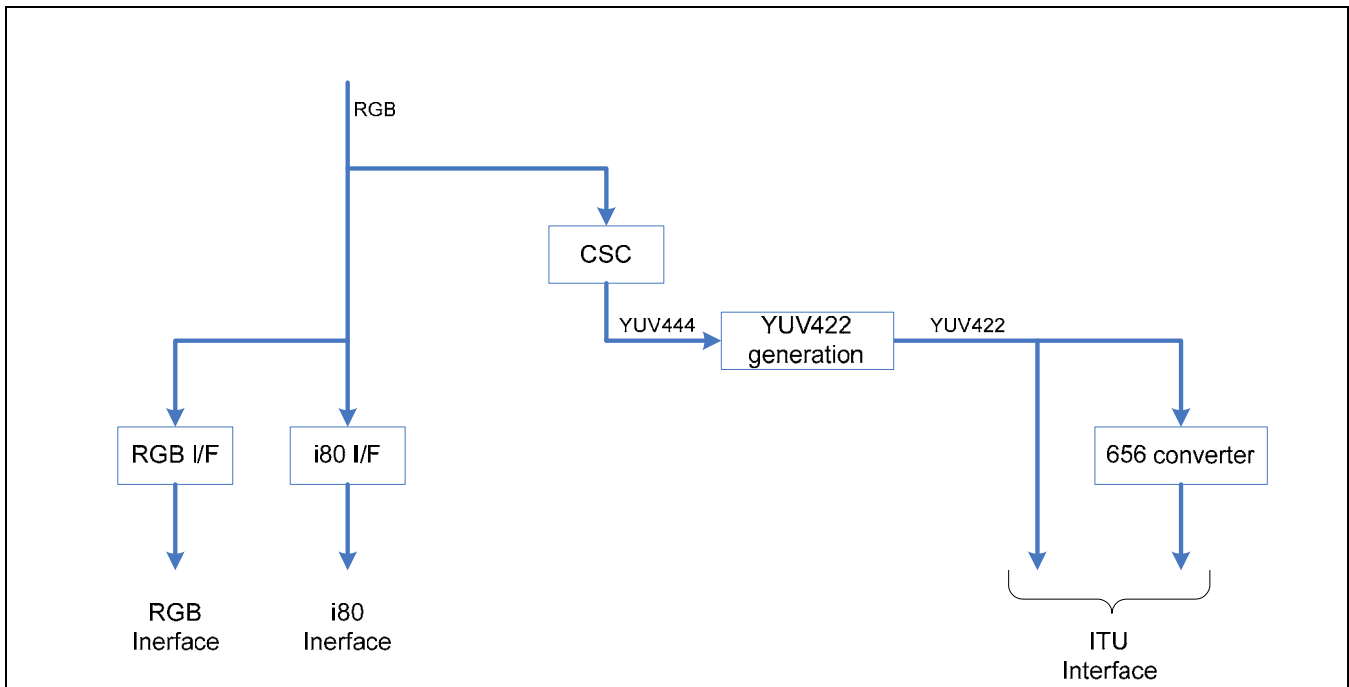 RGB
CSC
YUV444
YUV422
generation
YUV422
RGB I/F
i80 I/F
656 converter
RGB
Inerface
i80
Inerface
ITU
Interface